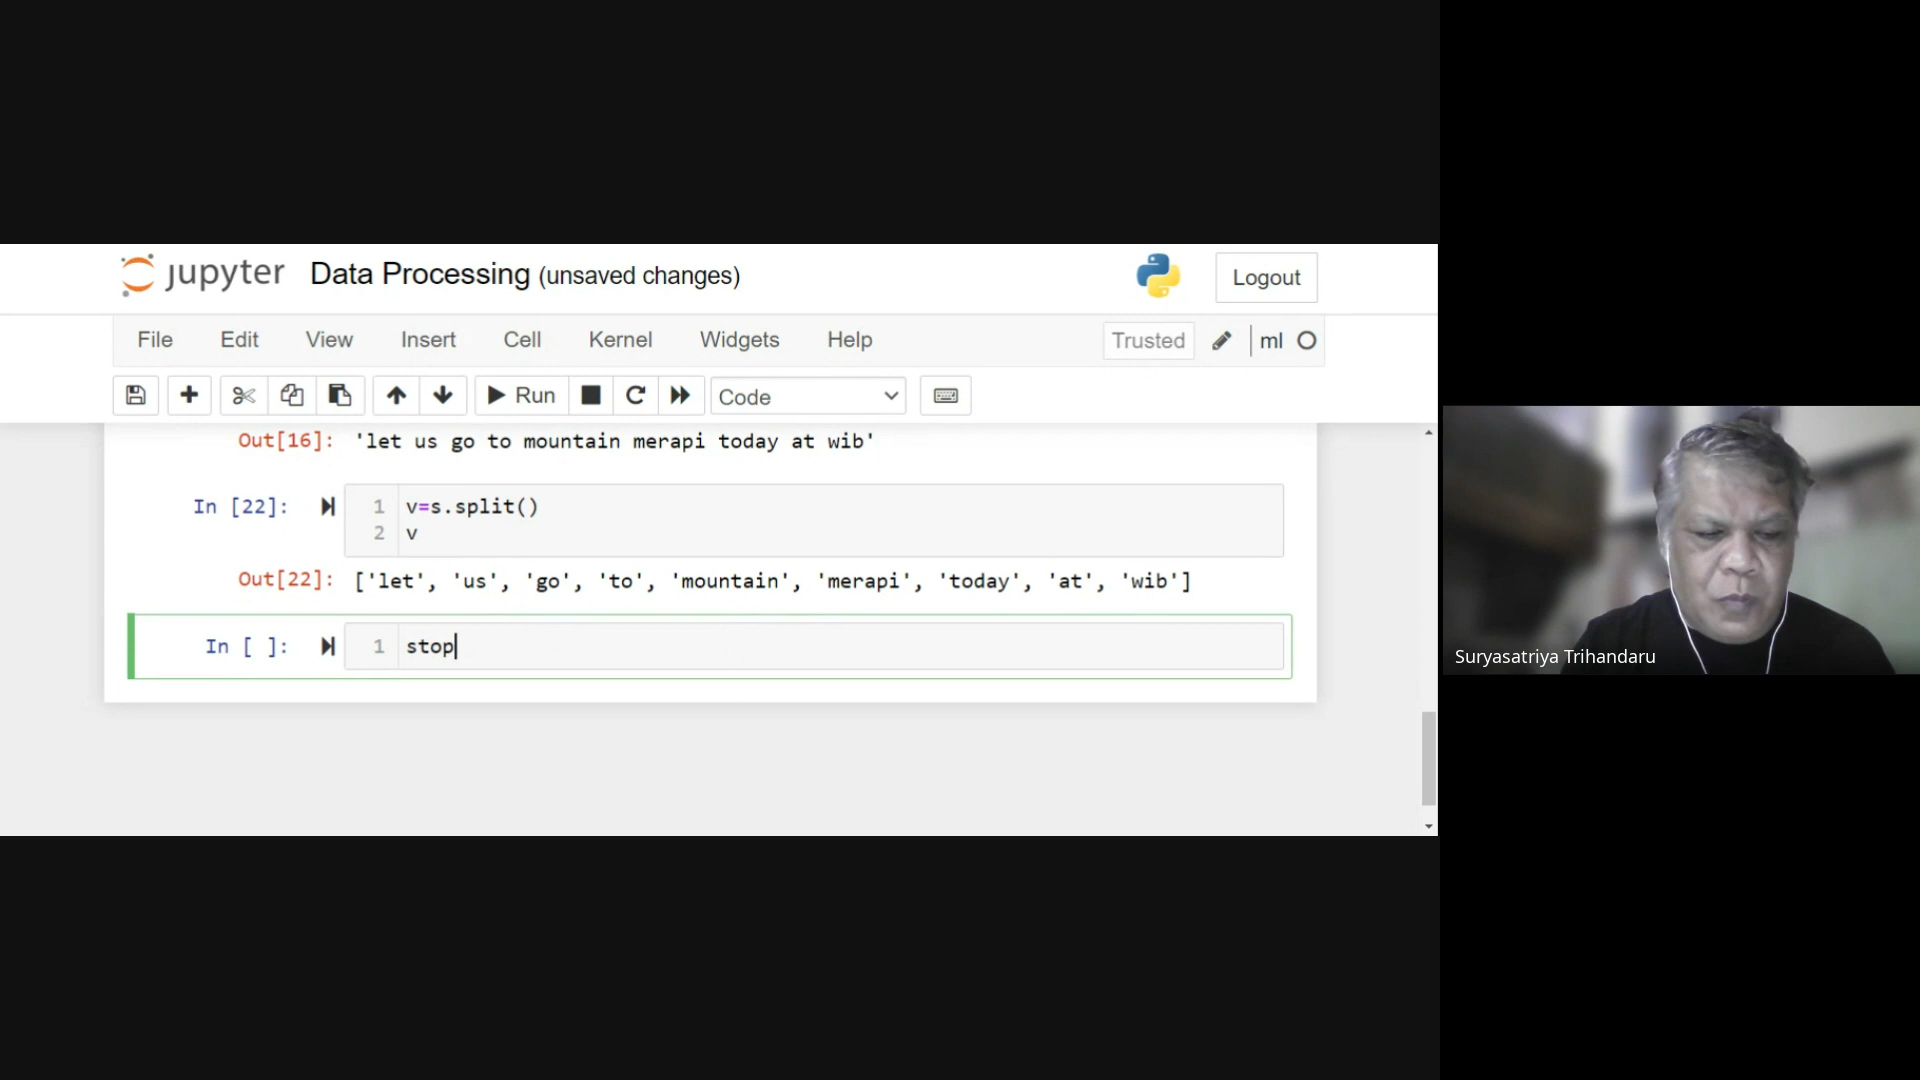 jupyter Data Processing (unsaved changes) Logout
File Edit View Insert Cell Kernel Widgets Help Trusted ml
Run Code
Out[16]: 'let us go to mountain merapi today at wib'
In [22]: 1 v=s.split()
2 v
Out[22]: ['let', 'us', 'go', 'to', 'mountain', 'merapi', 'today', 'at', 'wib']
In [ ]: 1 stop
Suryasatriya Trihandaru